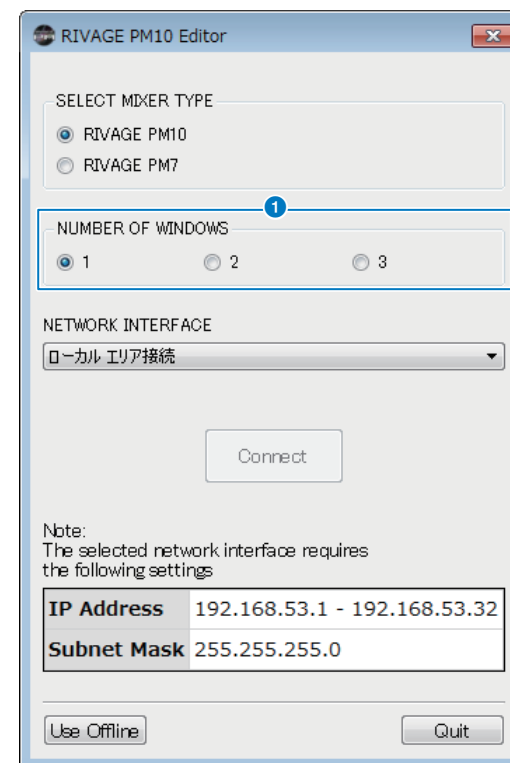 RIVAGE PM10 Editor
SELECT MIXER TYPE
RIVAGE PM10
RIVAGE PM7
1
NUMBER OF WINDOWS
1 2 3
NETWORK INTERFACE
ローカル エリア接続
Connect
Note:
The selected network interface requires
the following settings
IP Address 192.168.53.1 - 192.168.53.32
Subnet Mask 255.255.255.0
Use Offline Quit